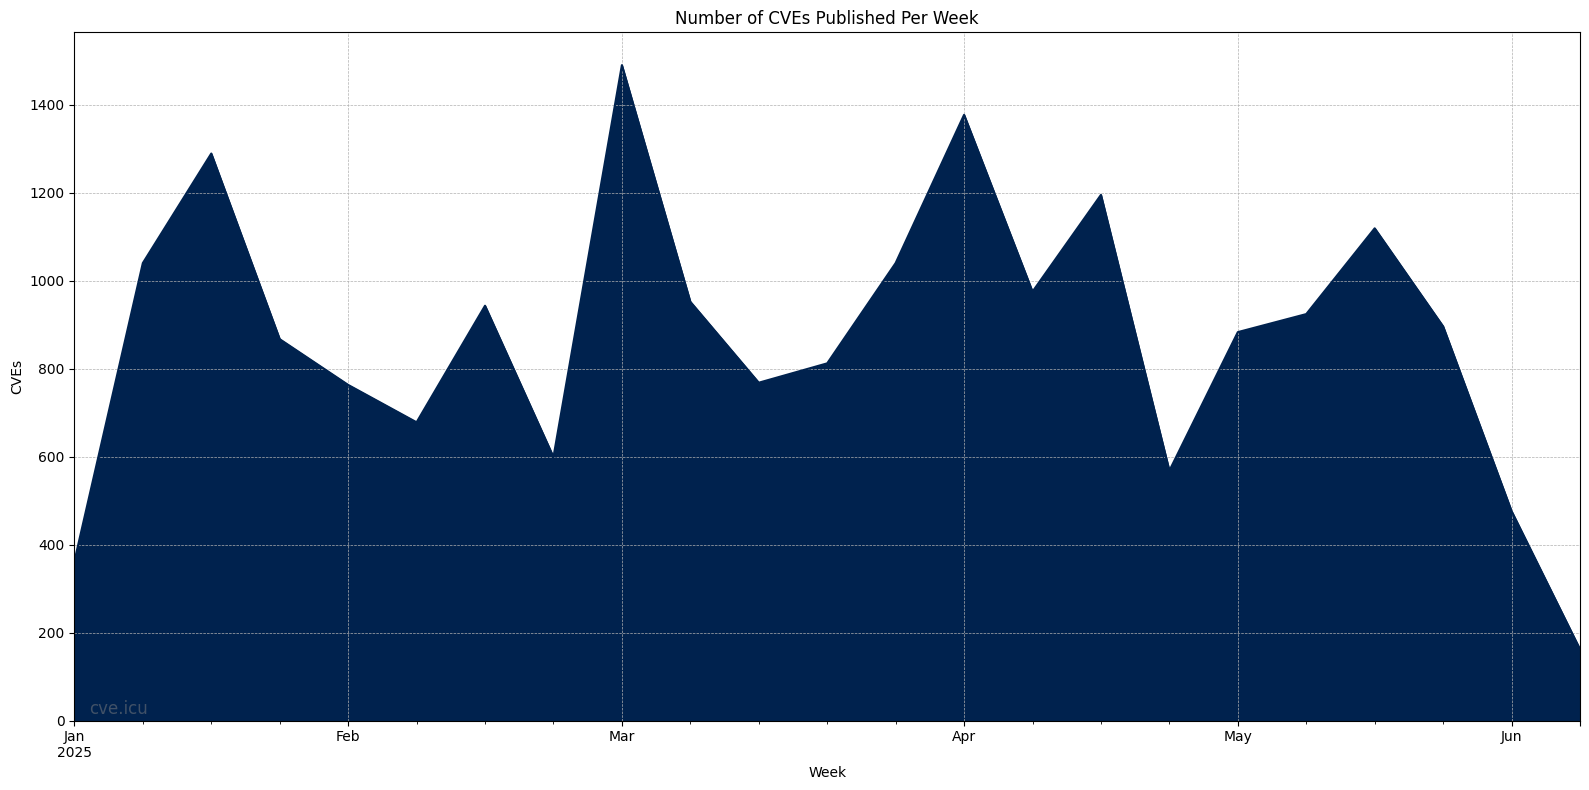 Number of CVEs Published Per Week
1400
1200
1000
800
600
400
200
0
CVEs
cve.icu
Jan
2025
Feb
Mar
Apr
May
Jun
Week